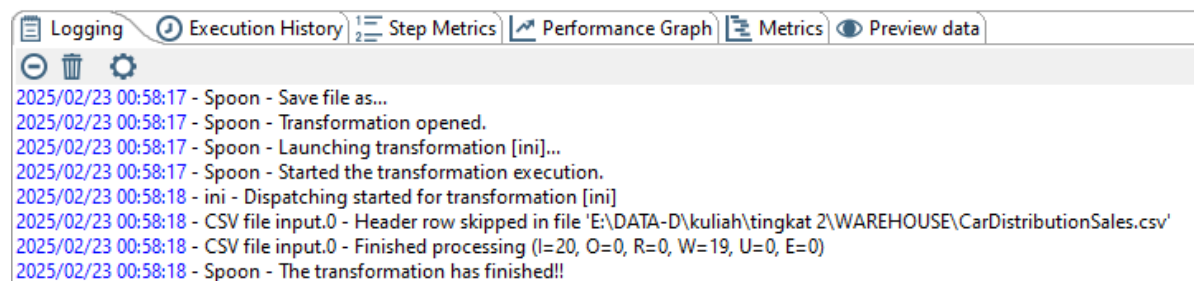 Logging Execution History 1 2 Step Metrics Performance Graph Metrics Preview data
2025/02/23 00:58:17 - Spoon - Save file as...
2025/02/23 00:58:17 - Spoon - Transformation opened.
2025/02/23 00:58:17 - Spoon - Launching transformation [ini]...
2025/02/23 00:58:17 - Spoon - Started the transformation execution.
2025/02/23 00:58:18 - ini - Dispatching started for transformation [ini]
2025/02/23 00:58:18 - CSV file input.0 - Header row skipped in file 'E:\DATA-D\kuliah\tingkat 2\WAREHOUSE\CarDistributionSales.csv'
2025/02/23 00:58:18 - CSV file input.0 - Finished processing (I=20, O=0, R=0, W=19, U=0, E=0)
2025/02/23 00:58:18 - Spoon - The transformation has finished!!